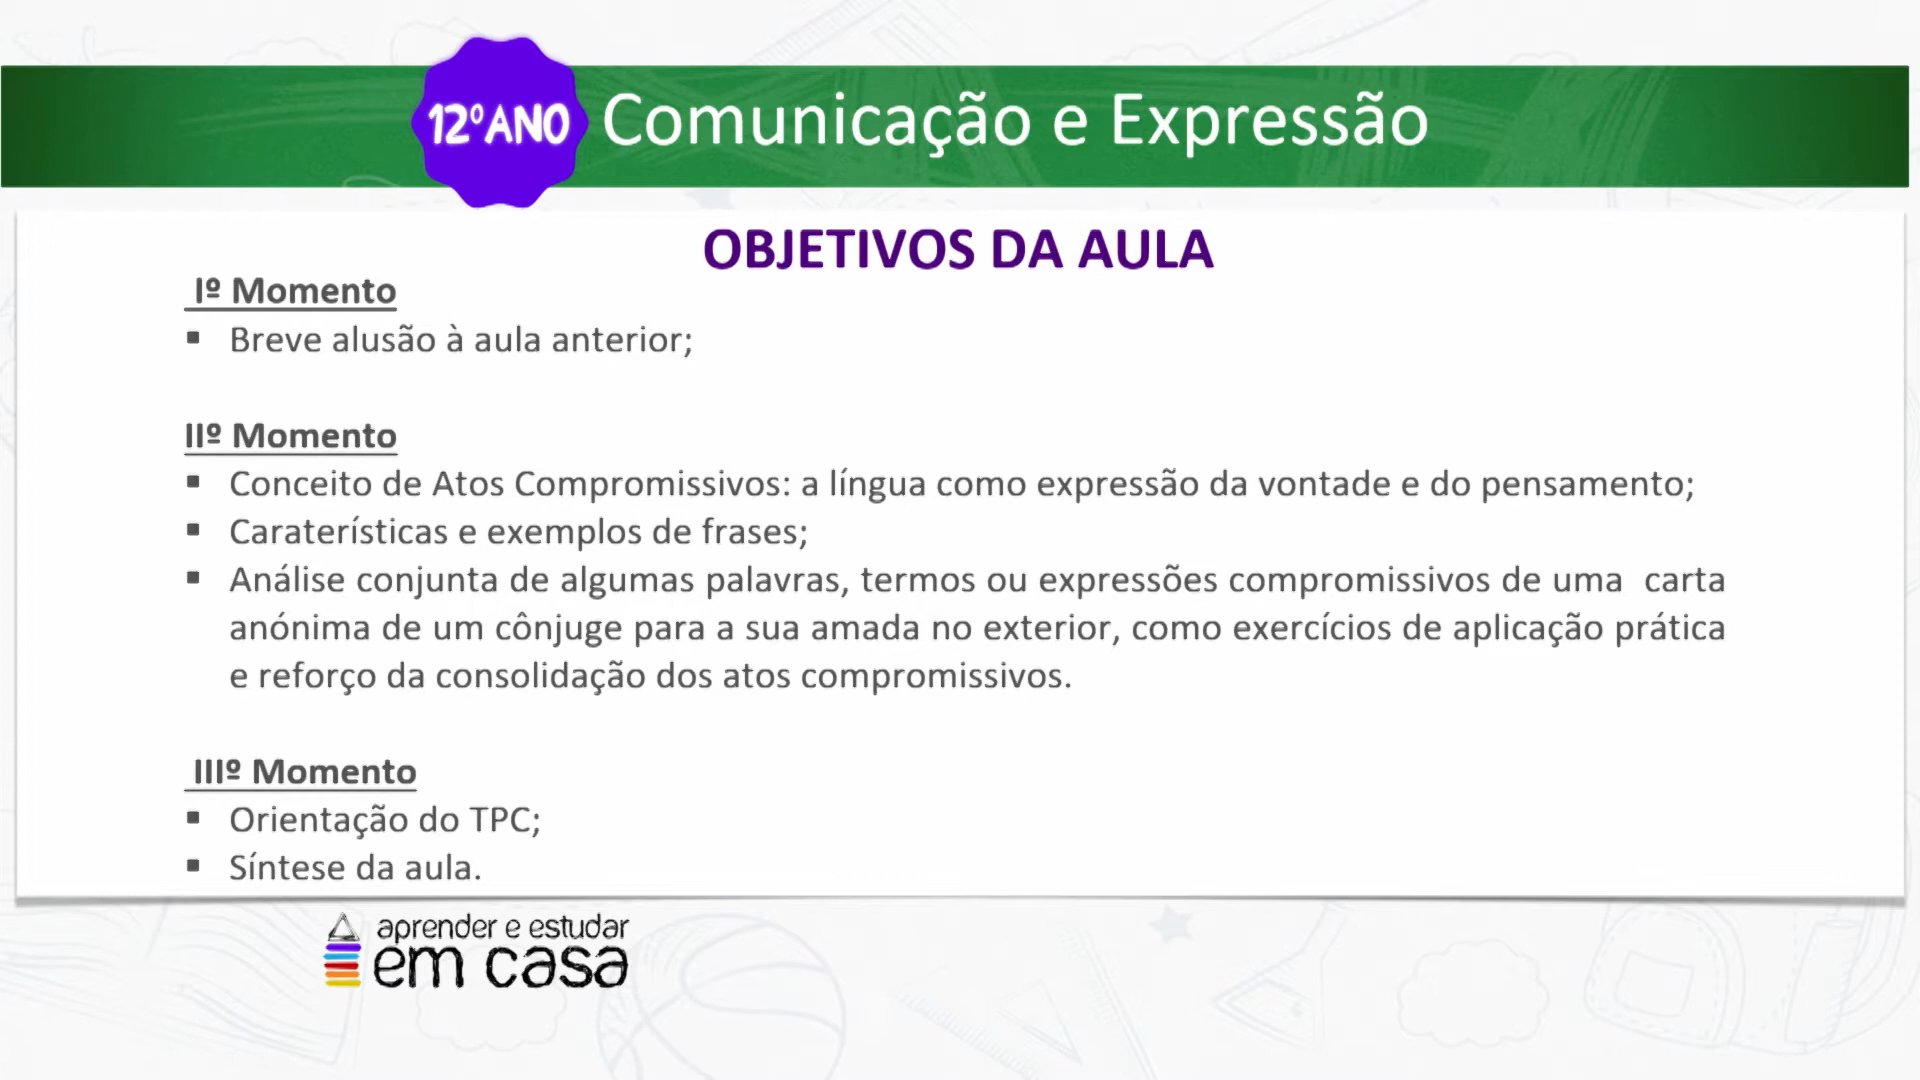 12ºANO Comunicação e Expressão
OBJETIVOS DA AULA
Iº Momento
▪ Breve alusão à aula anterior;
IIº Momento
▪ Conceito de Atos Compromissivos: a língua como expressão da vontade e do pensamento;
▪ Caraterísticas e exemplos de frases;
▪ Análise conjunta de algumas palavras, termos ou expressões compromissivos de uma carta
anónima de um cônjuge para a sua amada no exterior, como exercícios de aplicação prática
e reforço da consolidação dos atos compromissivos.
IIIº Momento
▪ Orientação do TPC;
▪ Síntese da aula.
aprender e estudar
em casa